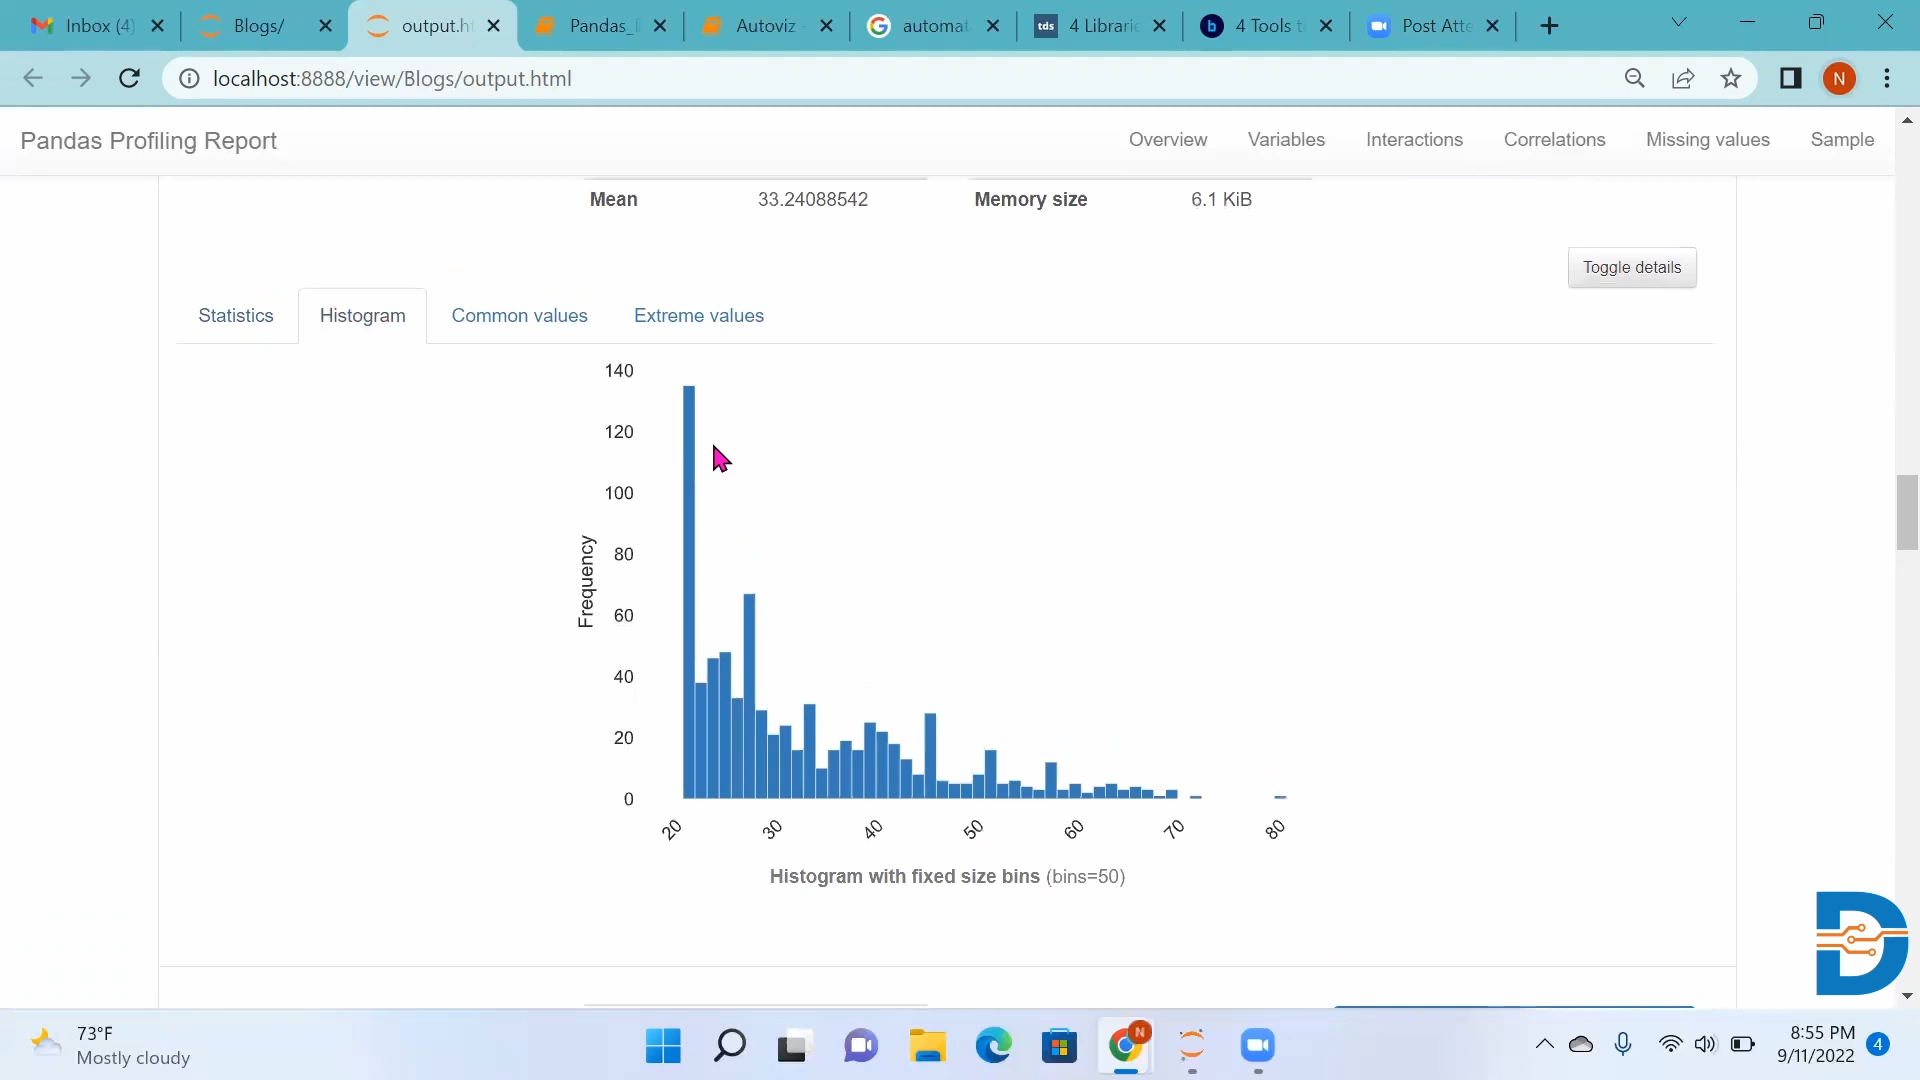 Inbox (4)
Blogs/
output.h
Pandas_
Autoviz
automat
tds
4 Librarie
b
4 Tools t
Post Atte
localhost:8888/view/Blogs/output.html
N
Pandas Profiling Report
Overview
Variables
Interactions
Correlations
Missing values
Sample
Mean 33.24088542
Memory size 6.1 KiB
Toggle details
Statistics
Histogram
Common values
Extreme values
140
120
100
80
60
40
20
0
Frequency
20 30 40 50 60 70 80
Histogram with fixed size bins (bins=50)
73°F
Mostly cloudy
N
8:55 PM
9/11/2022
4